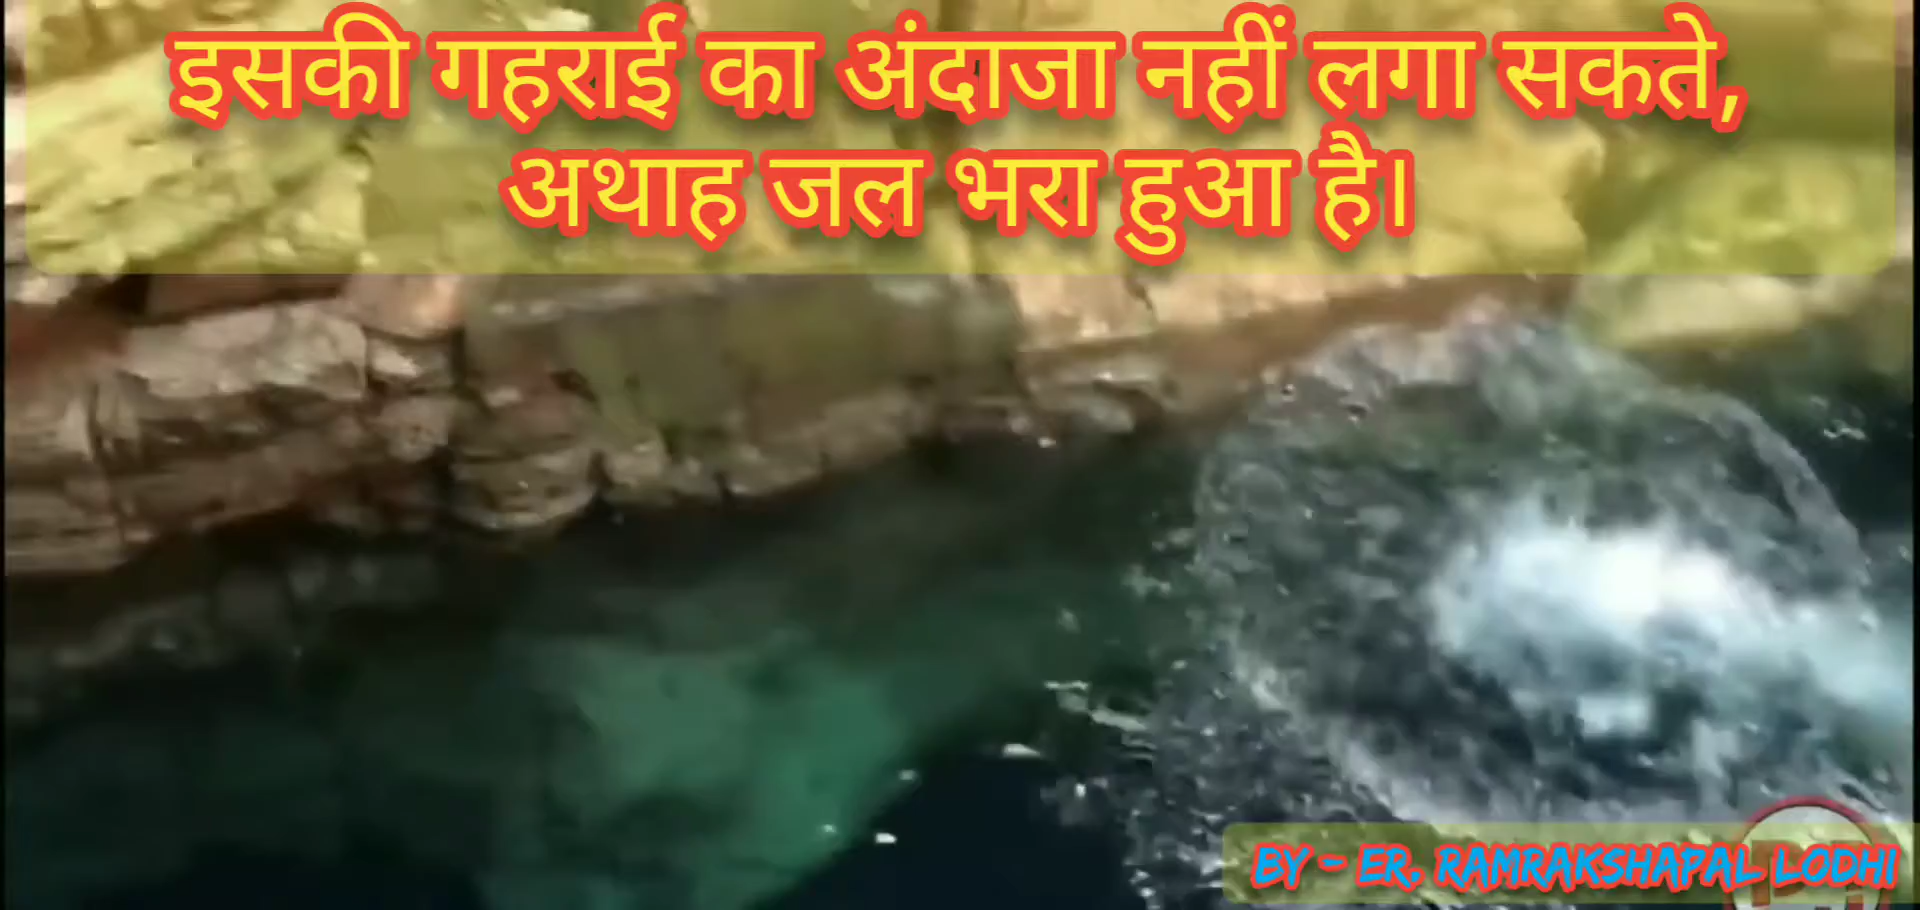 इसकी गहराई का अंदाजा नहीं लगा सकते,
अथाह जल भरा हुआ है।
BY - ER. RAMRAKSHAPAL LODHI